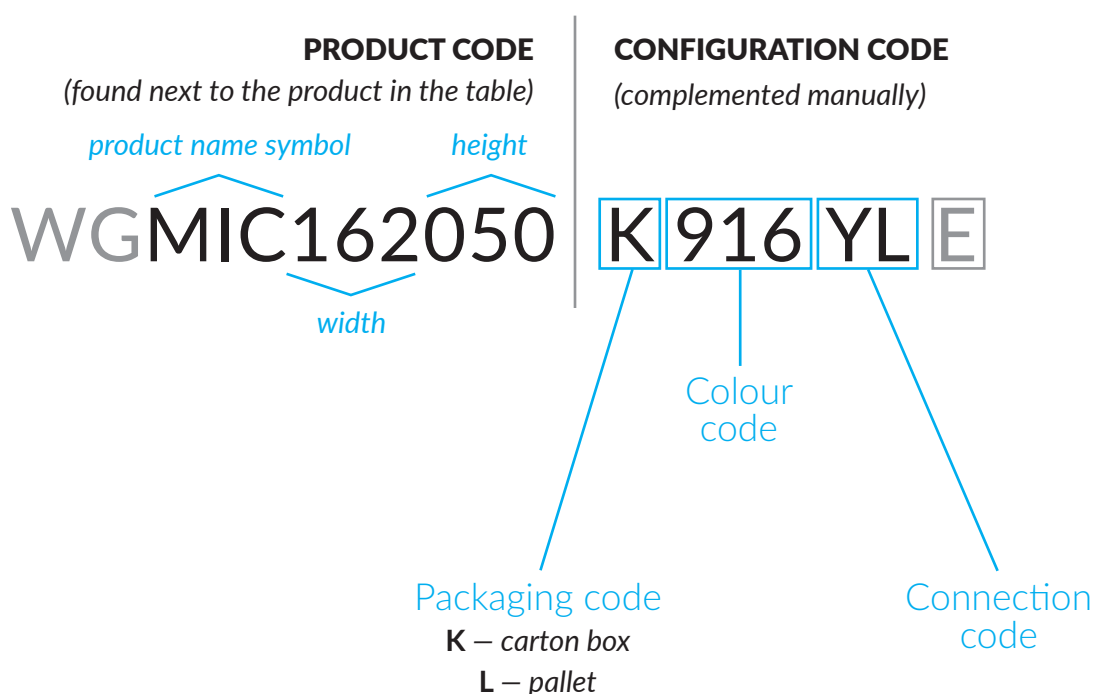 PRODUCT CODE
(found next to the product in the table)
CONFIGURATION CODE
(complemented manually)
product name symbol
height
WGMIC162050 K 916 YL E
width
Colour
code
Packaging code
K – carton box
L – pallet
Connection
code